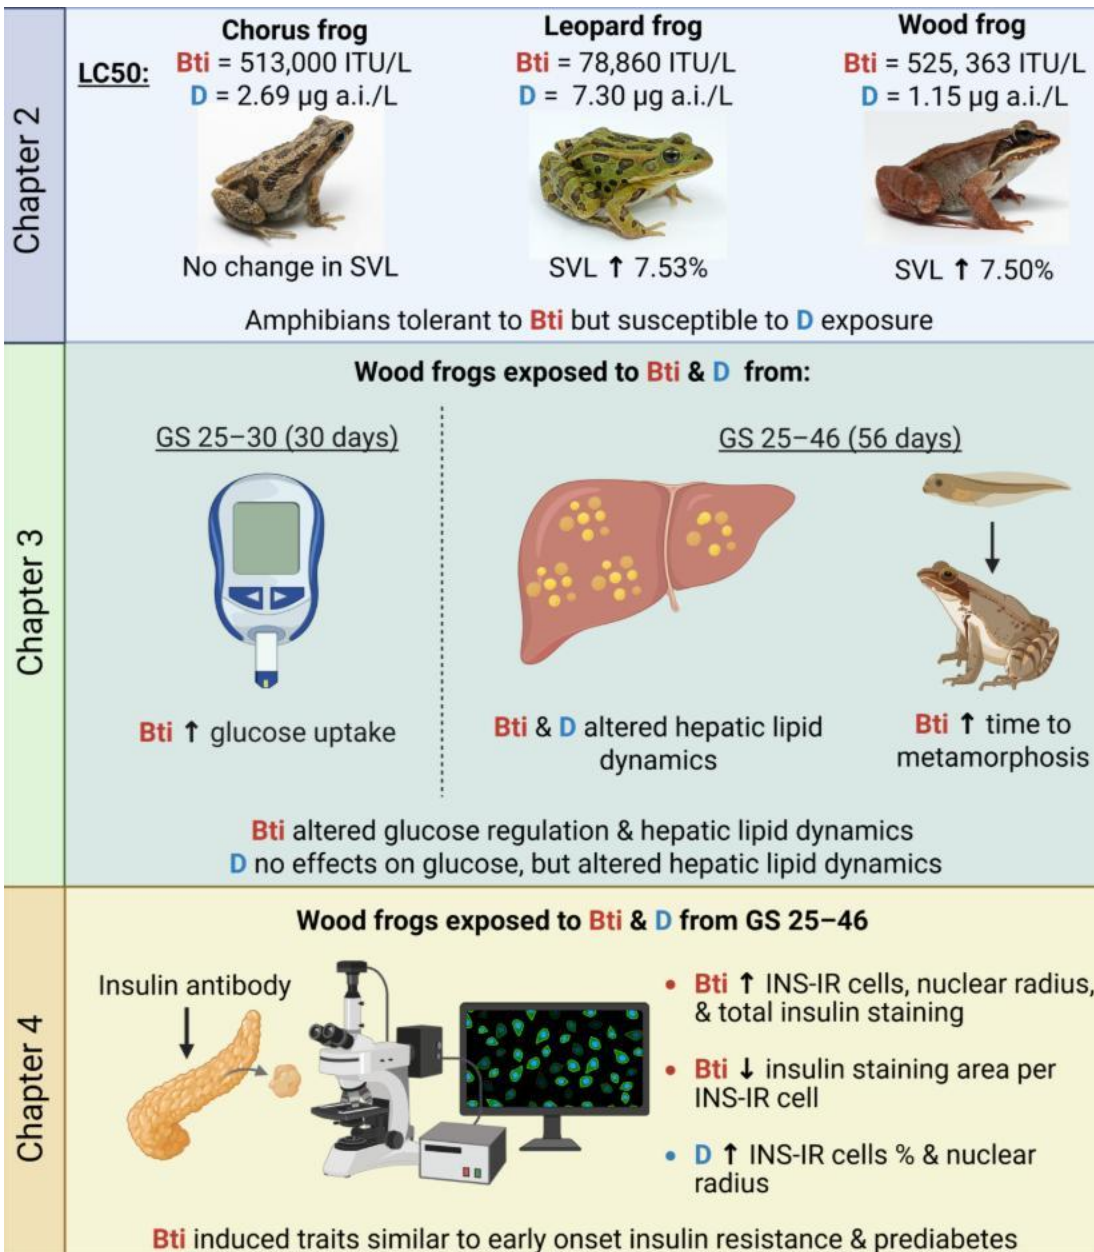 Chapter 2
LC50:
Chorus frog
Bti = 513,000 ITU/L
D = 2.69 µg a.i./L
No change in SVL
Leopard frog
Bti = 78,860 ITU/L
D = 7.30 µg a.i./L
SVL ↑ 7.53%
Wood frog
Bti = 525, 363 ITU/L
D = 1.15 µg a.i./L
SVL ↑ 7.50%
Amphibians tolerant to Bti but susceptible to D exposure
Chapter 3
Wood frogs exposed to Bti & D from:
GS 25–30 (30 days)
Bti ↑ glucose uptake
GS 25–46 (56 days)
Bti & D altered hepatic lipid
dynamics
Bti ↑ time to
metamorphosis
Bti altered glucose regulation & hepatic lipid dynamics
D no effects on glucose, but altered hepatic lipid dynamics
Chapter 4
Wood frogs exposed to Bti & D from GS 25–46
Insulin antibody
• Bti ↑ INS-IR cells, nuclear radius,
& total insulin staining
• Bti ↓ insulin staining area per
INS-IR cell
• D ↑ INS-IR cells % & nuclear
radius
Bti induced traits similar to early onset insulin resistance & prediabetes